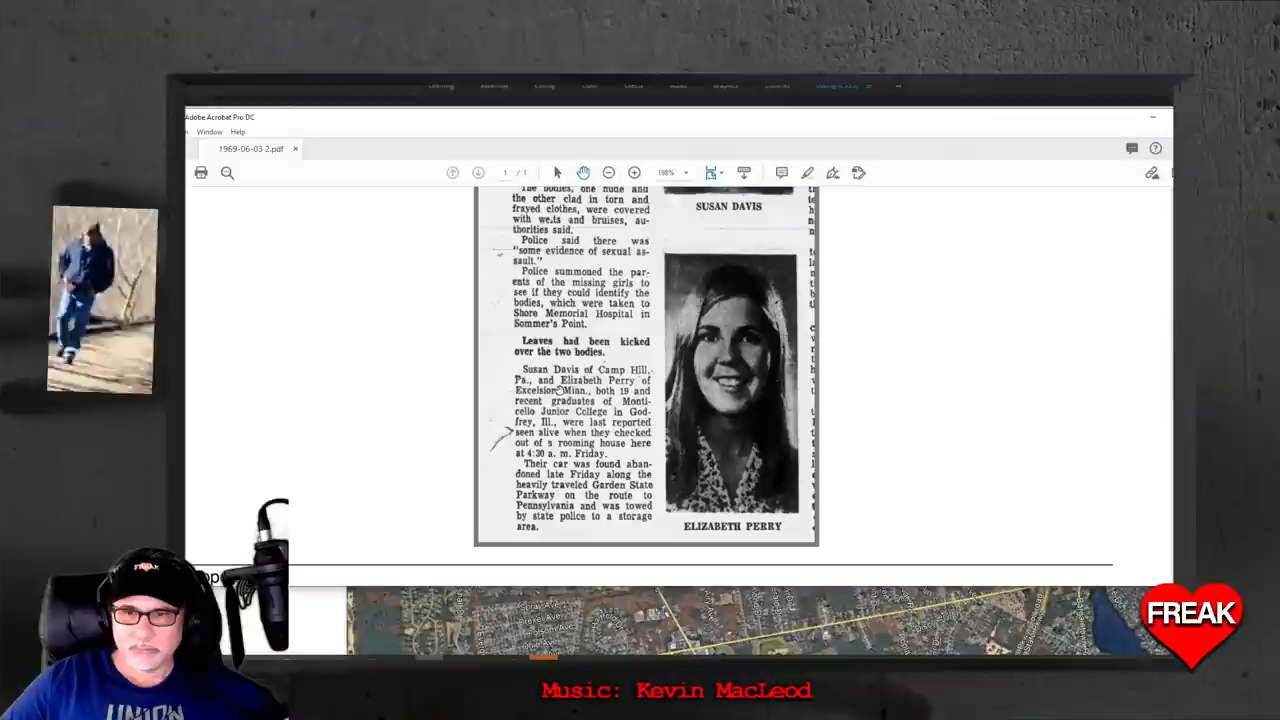 Adobe Acrobat Pro DC
Window Help
1969-06-03 2.pdf
1 / 1
198%
The bodies, one nude and
the other clad in torn and
frayed clothes, were covered
with welts and bruises, au-
thorities said.
Police said there was
"some evidence of sexual as-
sault."
Police summoned the par-
ents of the missing girls to
see if they could identify the
bodies, which were taken to
Shore Memorial Hospital in
Sommer's Point.
Leaves had been kicked
over the two bodies.
Susan Davis of Camp Hill,
Pa., and Elizabeth Perry of
Excelsior Minn., both 19 and
recent graduates of Monti-
cello Junior College in God-
frey, Ill., were last reported
seen alive when they checked
out of a rooming house here
at 4:30 a. m. Friday.
Their car was found aban-
doned late Friday along the
heavily traveled Garden State
Parkway on the route to
Pennsylvania and was towed
by state police to a storage
area.
SUSAN DAVIS
ELIZABETH PERRY
Spray Ave
FREAK
FREAK
UNION
Music: Kevin MacLeod